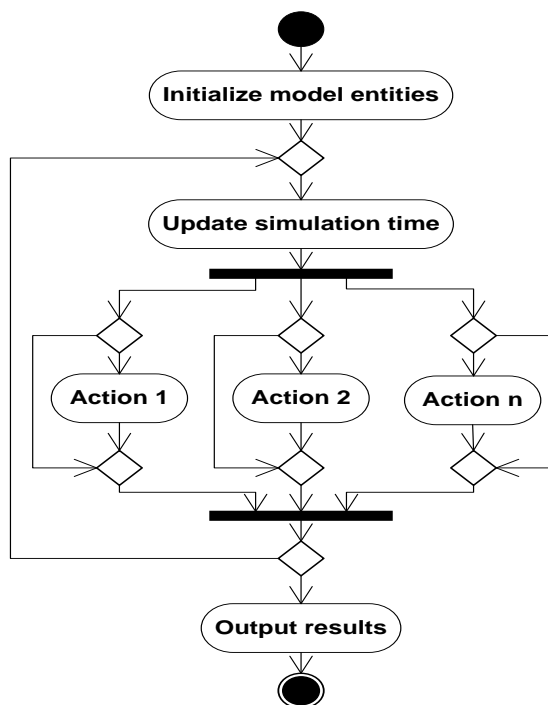 Initialize model entities
Update simulation time
Action 1
Action 2
Action n
Output results